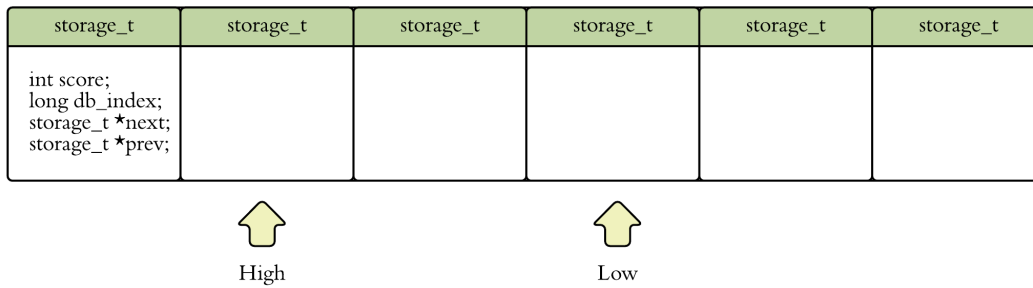 storage_t
storage_t
storage_t
storage_t
storage_t
storage_t
int score;
long db_index;
storage_t *next;
storage_t *prev;
High
Low